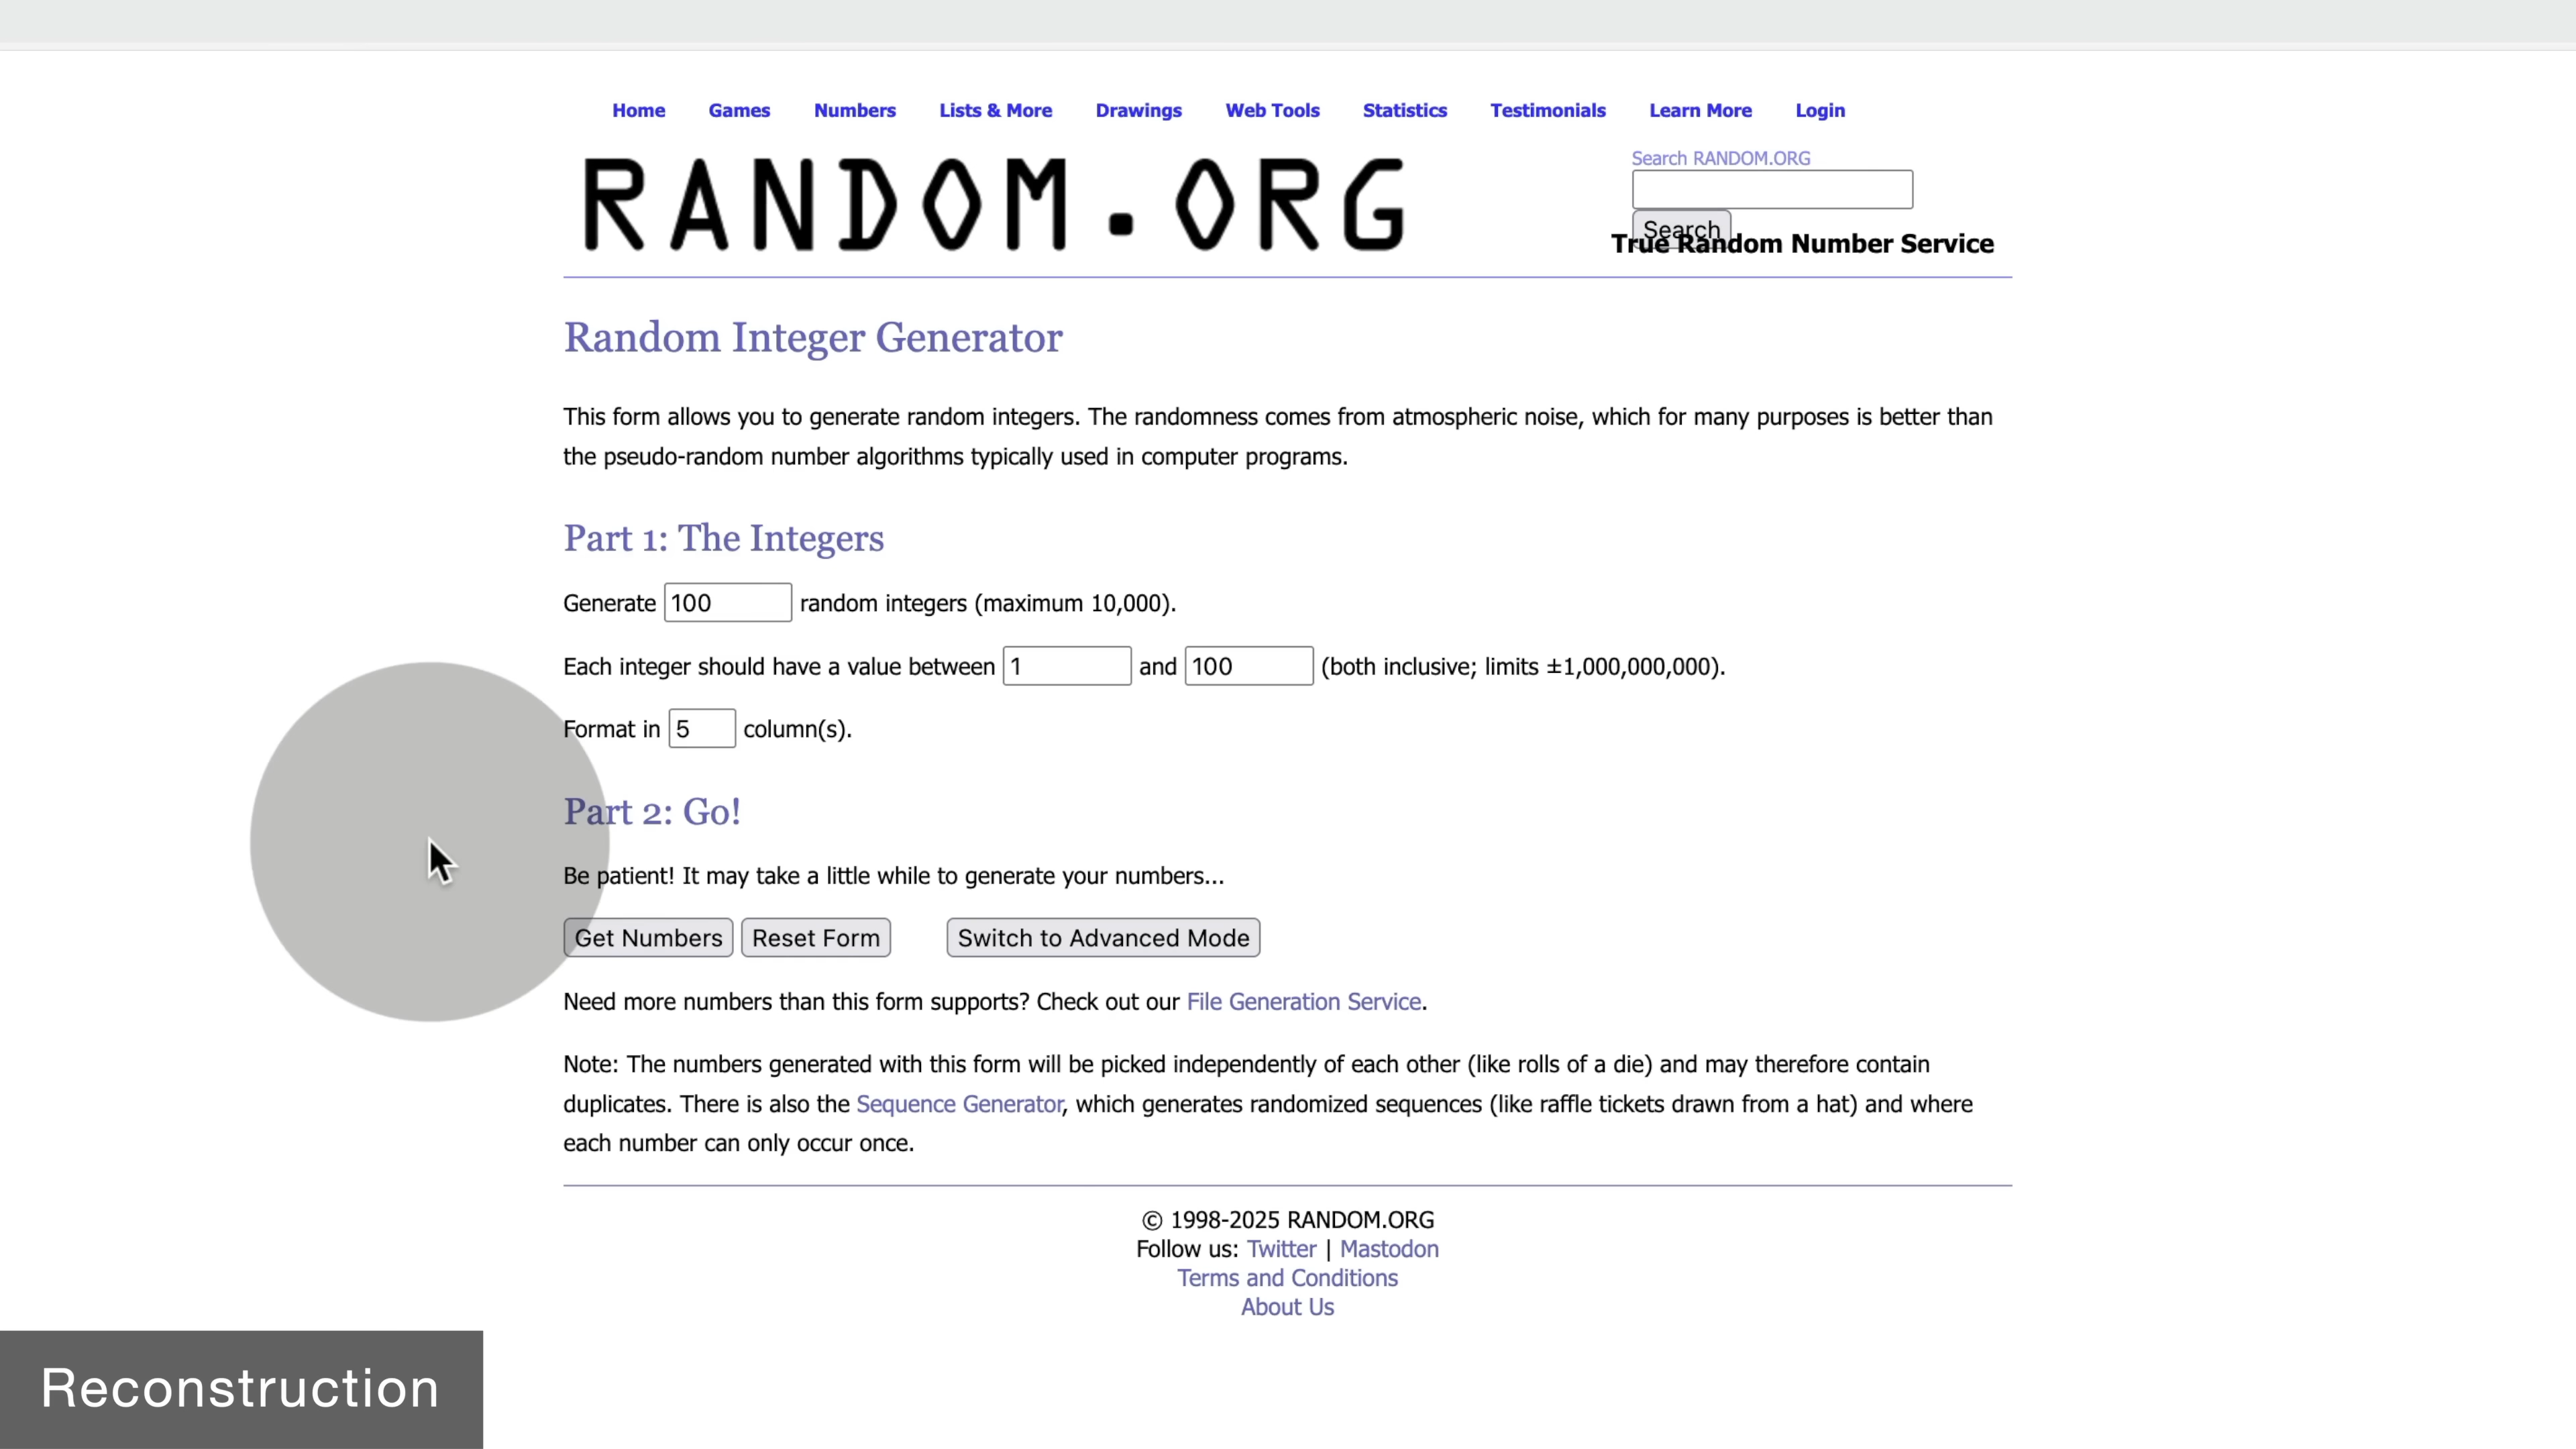 Home Games Numbers Lists & More Drawings Web Tools Statistics Testimonials Learn More Login
RANDOM.ORG
Search RANDOM.ORG
Search
True Random Number Service
Random Integer Generator
This form allows you to generate random integers. The randomness comes from atmospheric noise, which for many purposes is better than
the pseudo-random number algorithms typically used in computer programs.
Part 1: The Integers
Generate 100 random integers (maximum 10,000).
Each integer should have a value between 1 and 100 (both inclusive; limits ±1,000,000,000).
Format in 5 column(s).
Part 2: Go!
Be patient! It may take a little while to generate your numbers...
Get Numbers Reset Form Switch to Advanced Mode
Need more numbers than this form supports? Check out our File Generation Service.
Note: The numbers generated with this form will be picked independently of each other (like rolls of a die) and may therefore contain
duplicates. There is also the Sequence Generator, which generates randomized sequences (like raffle tickets drawn from a hat) and where
each number can only occur once.
© 1998-2025 RANDOM.ORG
Follow us: Twitter | Mastodon
Terms and Conditions
About Us
Reconstruction